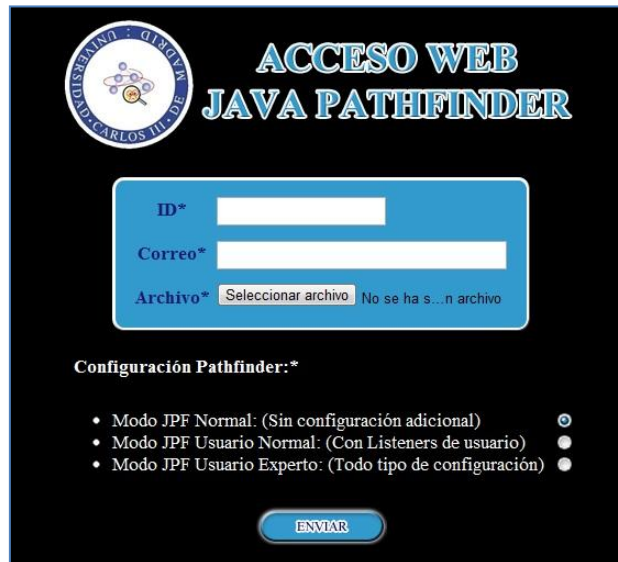 UNIVERSIDAD · CARLOS III · DE MADRID :
ACCESO WEB
JAVA PATHFINDER
ID*
Correo*
Archivo* Seleccionar archivo No se ha s...n archivo
Configuración Pathfinder:*
• Modo JPF Normal: (Sin configuración adicional)
• Modo JPF Usuario Normal: (Con Listeners de usuario)
• Modo JPF Usuario Experto: (Todo tipo de configuración)
ENVIAR